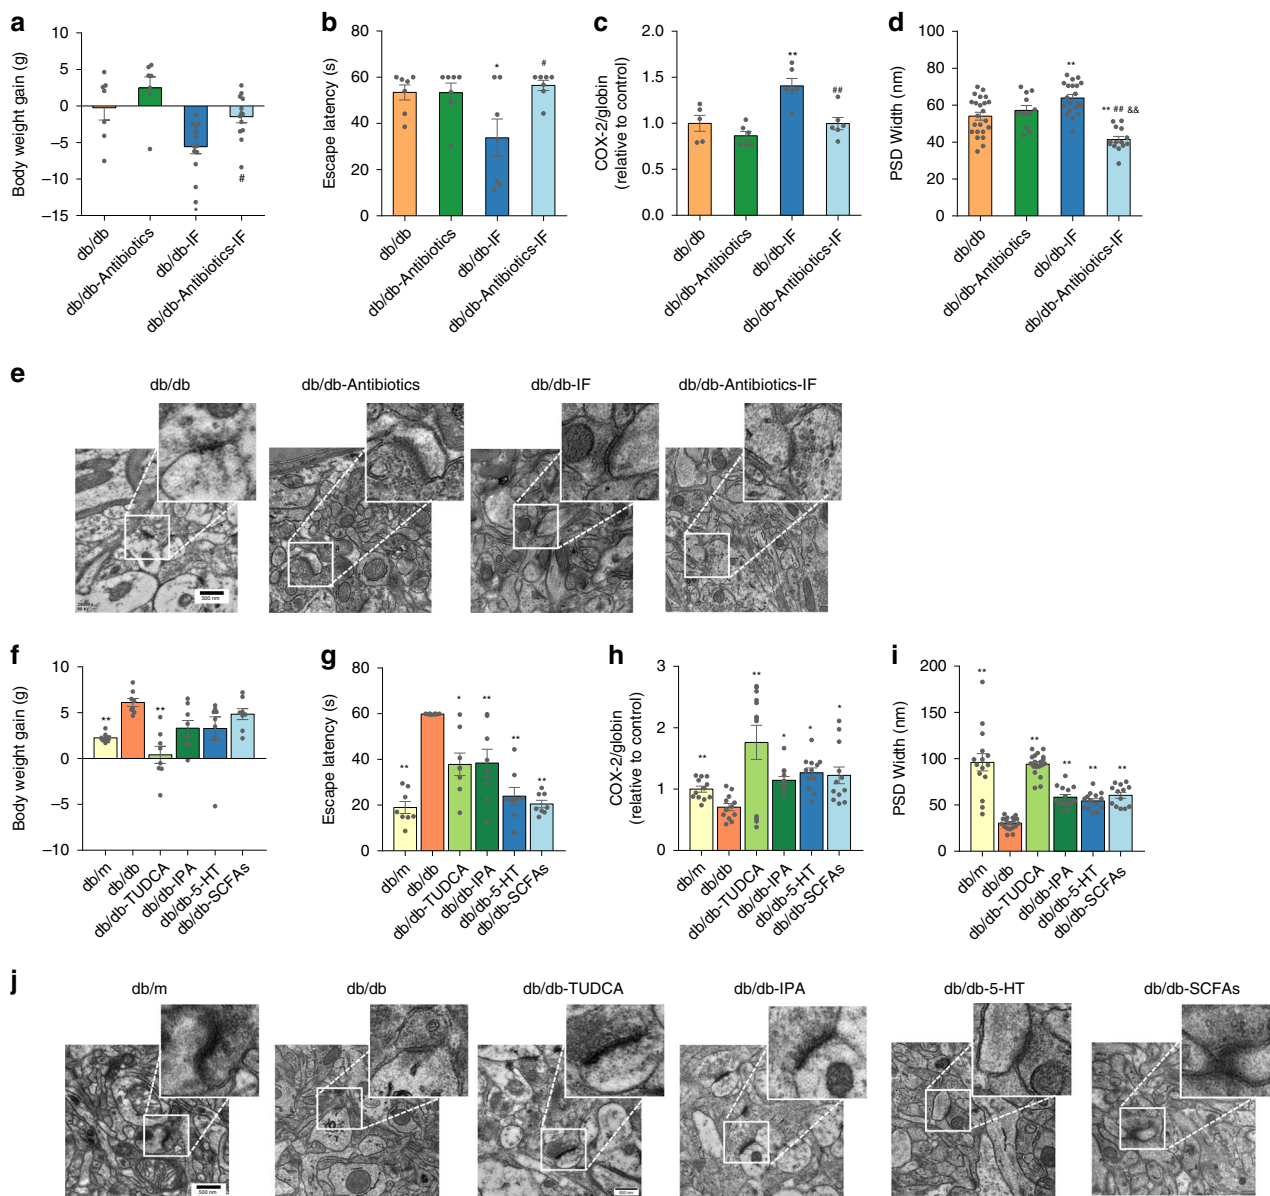 a
Body weight gain (g)
10
5
0
–5
–10
–15
*
#
db/db
db/db-Antibiotics
db/db-IF
db/db-Antibiotics-IF
b
Escape latency (s)
80
60
40
20
0
*
#
db/db
db/db-Antibiotics
db/db-IF
db/db-Antibiotics-IF
c
COX-2/globin
(relative to control)
2.0
1.5
1.0
0.5
0.0
**
##
db/db
db/db-Antibiotics
db/db-IF
db/db-Antibiotics-IF
d
PSD Width (nm)
100
80
60
40
20
0
**
** ## &&
db/db
db/db-Antibiotics
db/db-IF
db/db-Antibiotics-IF
e
db/db
db/db-Antibiotics
db/db-IF
db/db-Antibiotics-IF
500 nm
f
Body weight gain (g)
10
5
0
–5
–10
**
**
db/m
db/db
db/db-TUDCA
db/db-IPA
db/db-5-HT
db/db-SCFAs
g
Escape latency (s)
80
60
40
20
0
**
*
**
**
**
db/m
db/db
db/db-TUDCA
db/db-IPA
db/db-5-HT
db/db-SCFAs
h
COX-2/globin
(relative to control)
3
2
1
0
**
**
*
*
*
db/m
db/db
db/db-TUDCA
db/db-IPA
db/db-5-HT
db/db-SCFAs
i
PSD Width (nm)
200
150
100
50
0
**
**
**
**
**
db/m
db/db
db/db-TUDCA
db/db-IPA
db/db-5-HT
db/db-SCFAs
j
db/m
db/db
db/db-TUDCA
db/db-IPA
db/db-5-HT
db/db-SCFAs
500 nm
500 nm